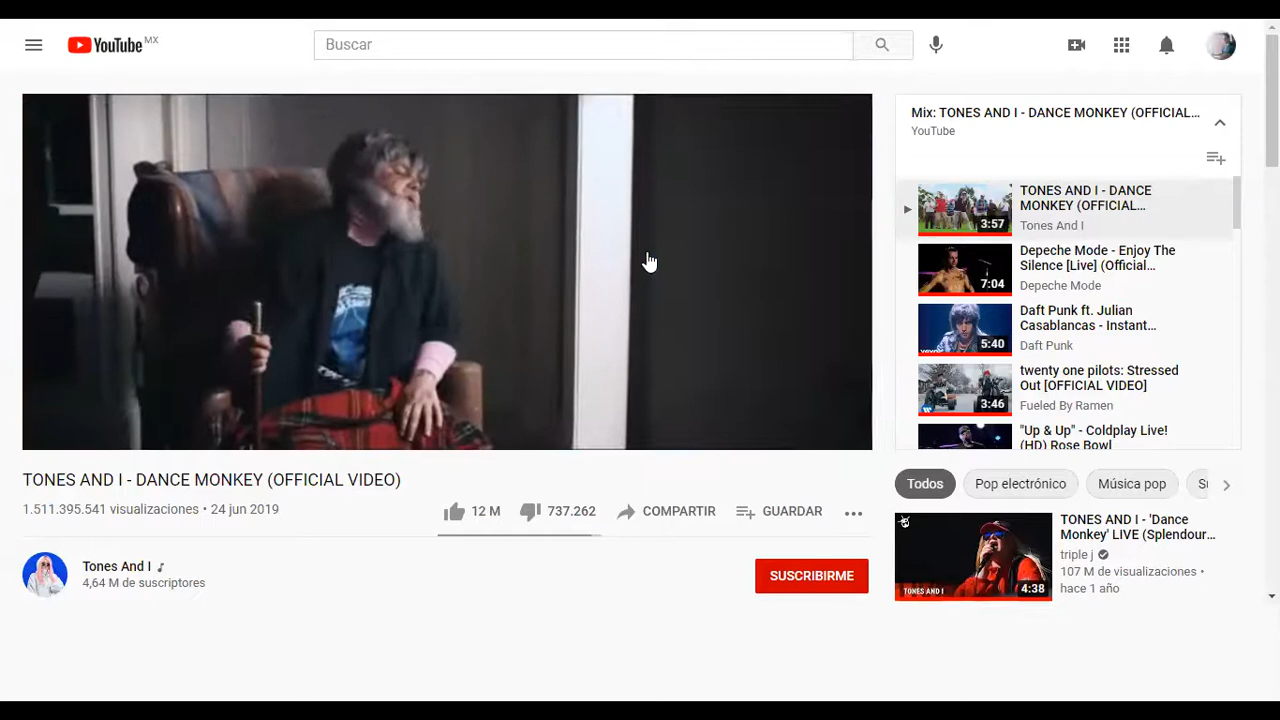 YouTube MX
Buscar
TONES AND I - DANCE MONKEY (OFFICIAL VIDEO)
1.511.395.541 visualizaciones • 24 jun 2019
12 M
737.262
COMPARTIR
GUARDAR
Tones And I
4,64 M de suscriptores
SUSCRIBIRME
Mix: TONES AND I - DANCE MONKEY (OFFICIAL...
YouTube
TONES AND I - DANCE
MONKEY (OFFICIAL...
Tones And I
3:57
Depeche Mode - Enjoy The
Silence [Live] (Official...
Depeche Mode
7:04
Daft Punk ft. Julian
Casablancas - Instant...
Daft Punk
5:40
twenty one pilots: Stressed
Out [OFFICIAL VIDEO]
Fueled By Ramen
3:46
"Up & Up" - Coldplay Live!
(HD) Rose Bowl
Todos
Pop electrónico
Música pop
TONES AND I - 'Dance
Monkey' LIVE (Splendour...
triple j
107 M de visualizaciones •
hace 1 año
TONES AND I
4:38